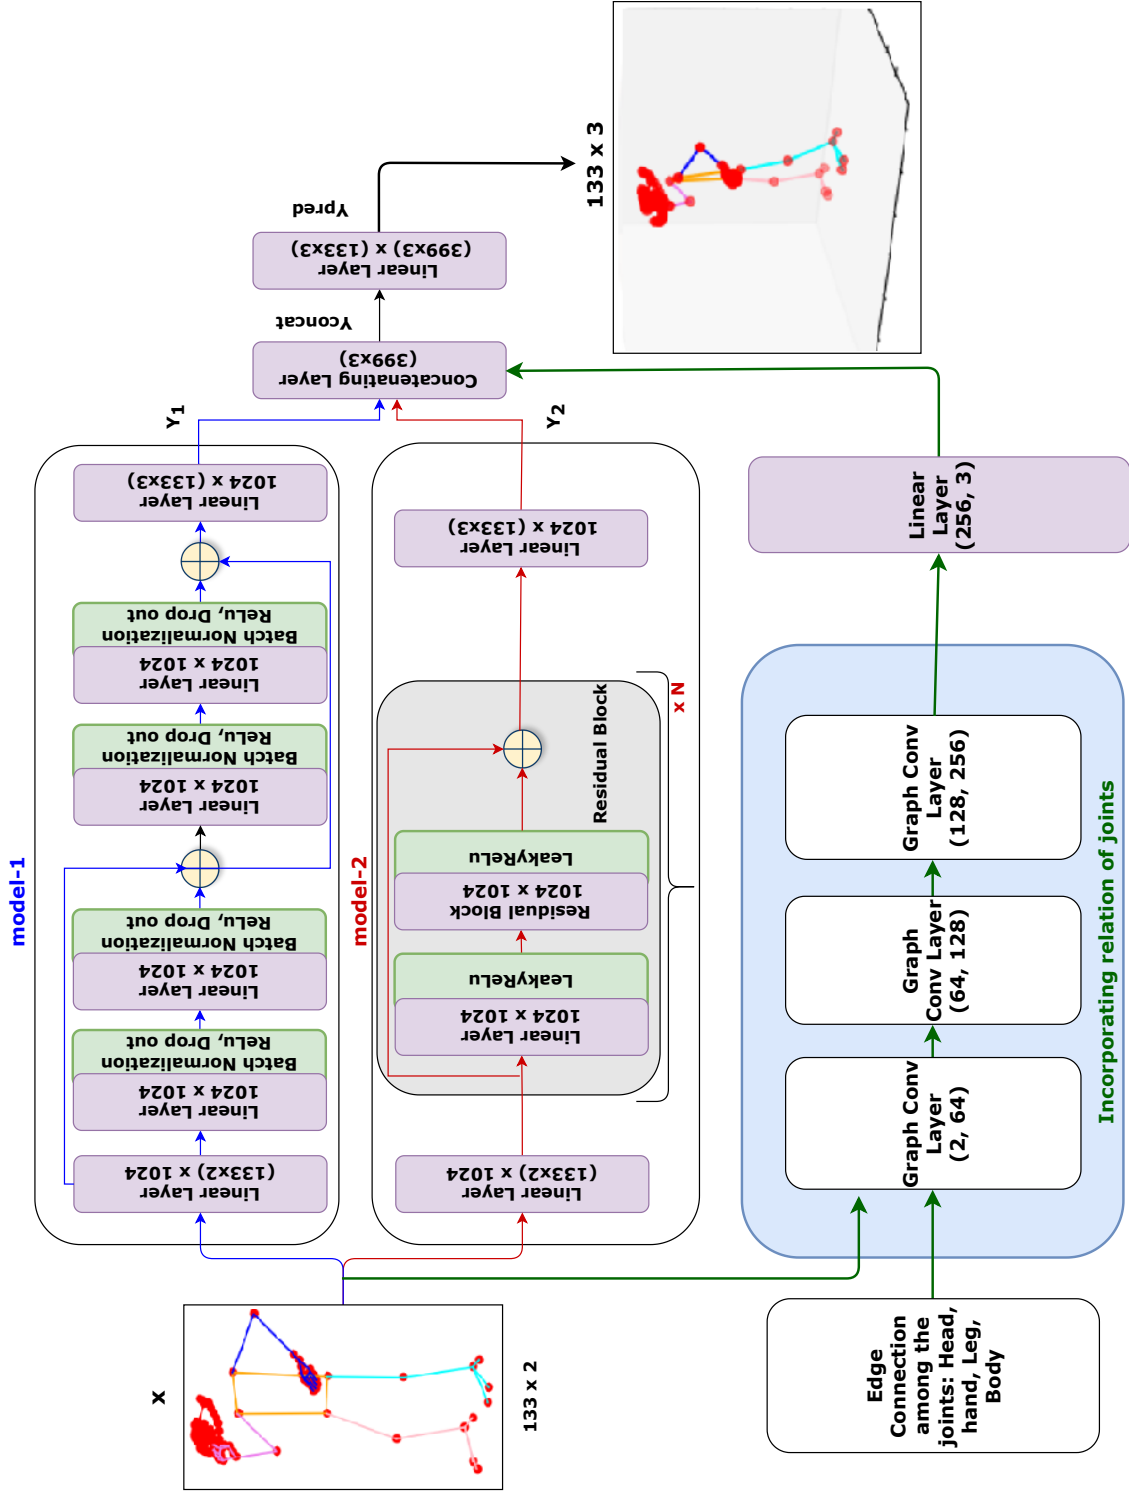 X
133 x 2
model-1
Linear Layer
(133x2) x 1024
Linear Layer
1024 x 1024
Batch Normalization
ReLu, Drop out
Linear Layer
1024 x 1024
Batch Normalization
ReLu, Drop out
Linear Layer
1024 x 1024
Batch Normalization
ReLu, Drop out
Linear Layer
1024 x 1024
Batch Normalization
ReLu, Drop out
Linear Layer
1024 x (133x3)
Y1
model-2
Linear Layer
(133x2) x 1024
Linear Layer
1024 x 1024
LeakyReLu
Residual Block
1024 x 1024
LeakyReLu
Residual Block
x N
Linear Layer
1024 x (133x3)
Y2
Concatenating Layer
(399x3)
Yconcat
Linear Layer
(399x3) x (133x3)
Ypred
133 x 3
Edge
Connection
among the
joints: Head,
hand, Leg,
Body
Graph Conv
Layer
(2, 64)
Graph
Conv Layer
(64, 128)
Graph Conv
Layer
(128, 256)
Incorporating relation of joints
Linear
Layer
(256, 3)